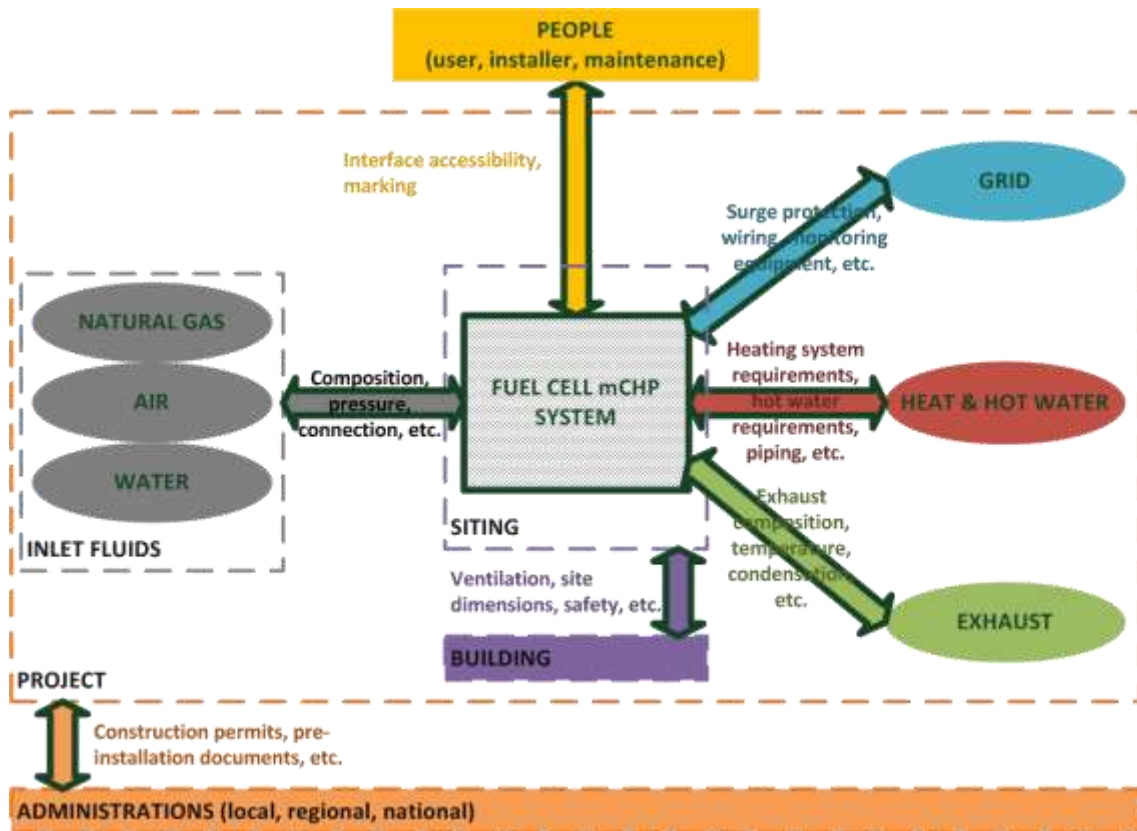 PEOPLE
(user, installer, maintenance)
Interface accessibility,
marking
GRID
Surge protection,
wiring, monitoring
equipment, etc.
NATURAL GAS
AIR
WATER
INLET FLUIDS
Composition,
pressure,
connection, etc.
FUEL CELL mCHP
SYSTEM
SITING
Heating system
requirements,
hot water
requirements,
piping, etc.
HEAT & HOT WATER
Exhaust
composition,
temperature,
condensation,
etc.
EXHAUST
Ventilation, site
dimensions, safety, etc.
BUILDING
PROJECT
Construction permits, pre-
installation documents, etc.
ADMINISTRATIONS (local, regional, national)